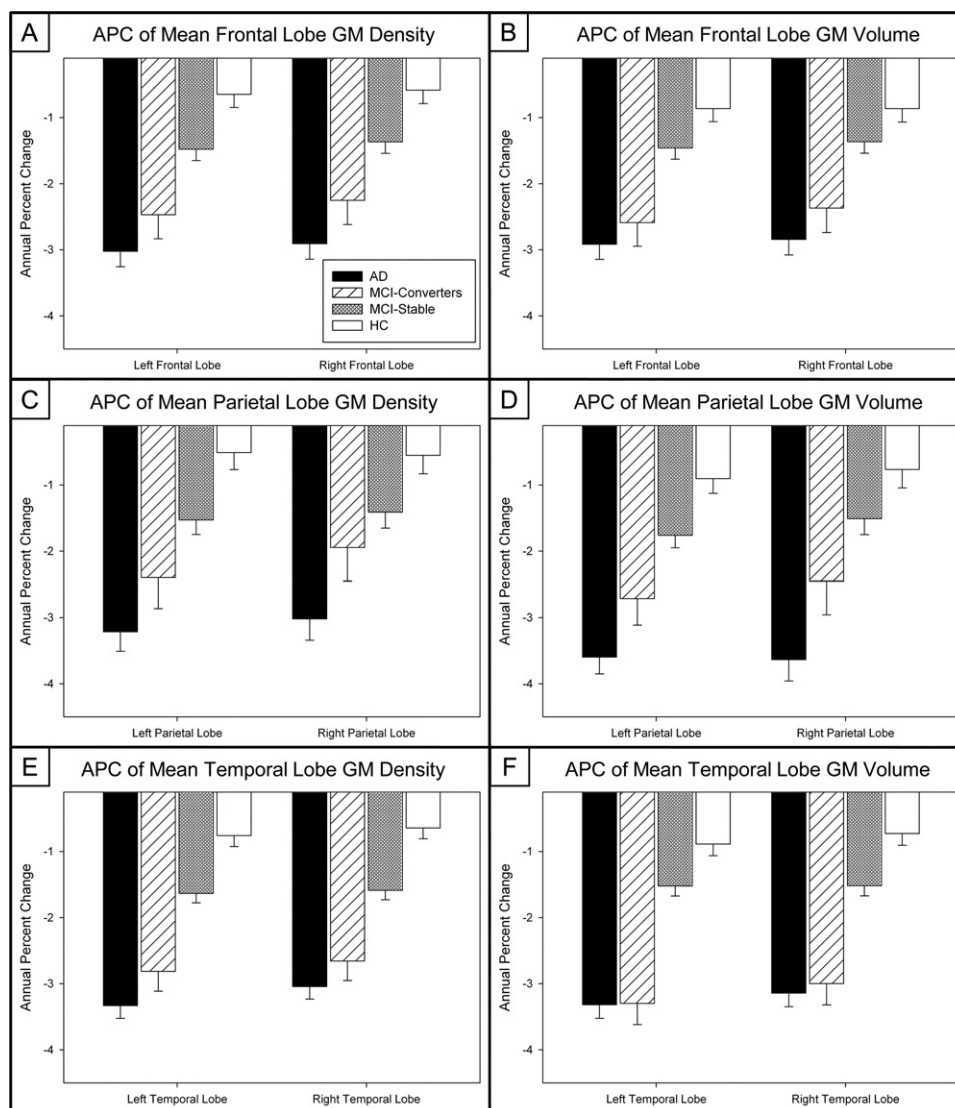 A
APC of Mean Frontal Lobe GM Density
Annual Percent Change
-1
-2
-3
-4
AD
MCI-Converters
MCI-Stable
HC
Left Frontal Lobe
Right Frontal Lobe
B
APC of Mean Frontal Lobe GM Volume
Annual Percent Change
-1
-2
-3
-4
Left Frontal Lobe
Right Frontal Lobe
C
APC of Mean Parietal Lobe GM Density
Annual Percent Change
-1
-2
-3
-4
Left Parietal Lobe
Right Parietal Lobe
D
APC of Mean Parietal Lobe GM Volume
Annual Percent Change
-1
-2
-3
-4
Left Parietal Lobe
Right Parietal Lobe
E
APC of Mean Temporal Lobe GM Density
Annual Percent Change
-1
-2
-3
-4
Left Temporal Lobe
Right Temporal Lobe
F
APC of Mean Temporal Lobe GM Volume
Annual Percent Change
-1
-2
-3
-4
Left Temporal Lobe
Right Temporal Lobe